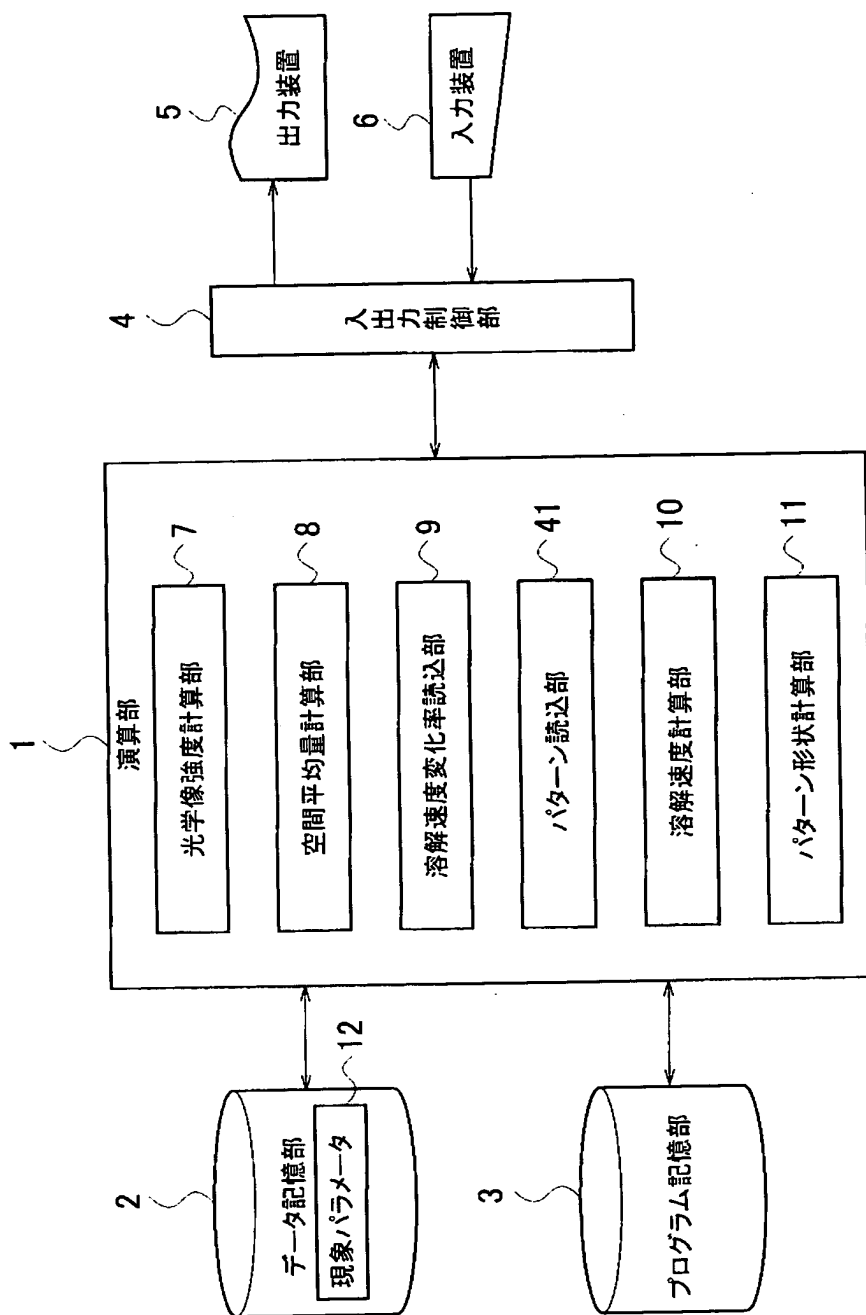 1
演算部
光学像強度計算部
7
空間平均量計算部
8
溶解速度変化率読込部
9
パターン読込部
41
溶解速度計算部
10
パターン形状計算部
11
2
データ記憶部
現象パラメータ
12
3
プログラム記憶部
4
入出力制御部
5
出力装置
6
入力装置